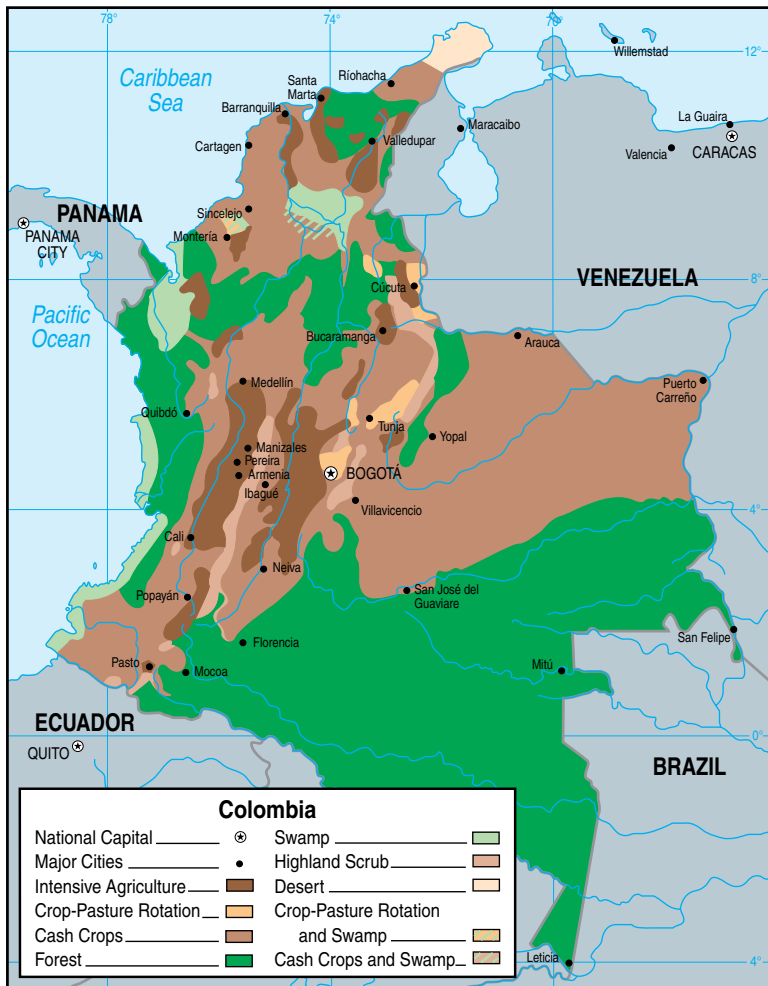 78°
74°
70°
12°
Willemstad
Caribbean
Sea
Santa
Marta
Ríohacha
Barranquilla
La Guaira
Maracaibo
Cartagen
Valledupar
CARACAS
Valencia
PANAMA
Sincelejo
PANAMA
CITY
Montería
8°
8°
VENEZUELA
Cúcuta
Pacific
Ocean
Bucaramanga
Arauca
Medellín
Puerto
Carreño
Quibdó
Tunja
Yopal
Manizales
Pereira
Armenia
BOGOTÁ
Ibagué
Villavicencio
4°
4°
Cali
Neiva
Popayán
San José del
Guaviare
Florencia
San Felipe
Pasto
Mocoa
Mitú
ECUADOR
QUITO
0°
BRAZIL
Colombia
National Capital
Swamp
Major Cities
Highland Scrub
Intensive Agriculture
Desert
Crop-Pasture Rotation
Crop-Pasture Rotation
and Swamp
Cash Crops
Forest
Cash Crops and Swamp
Leticia
4°